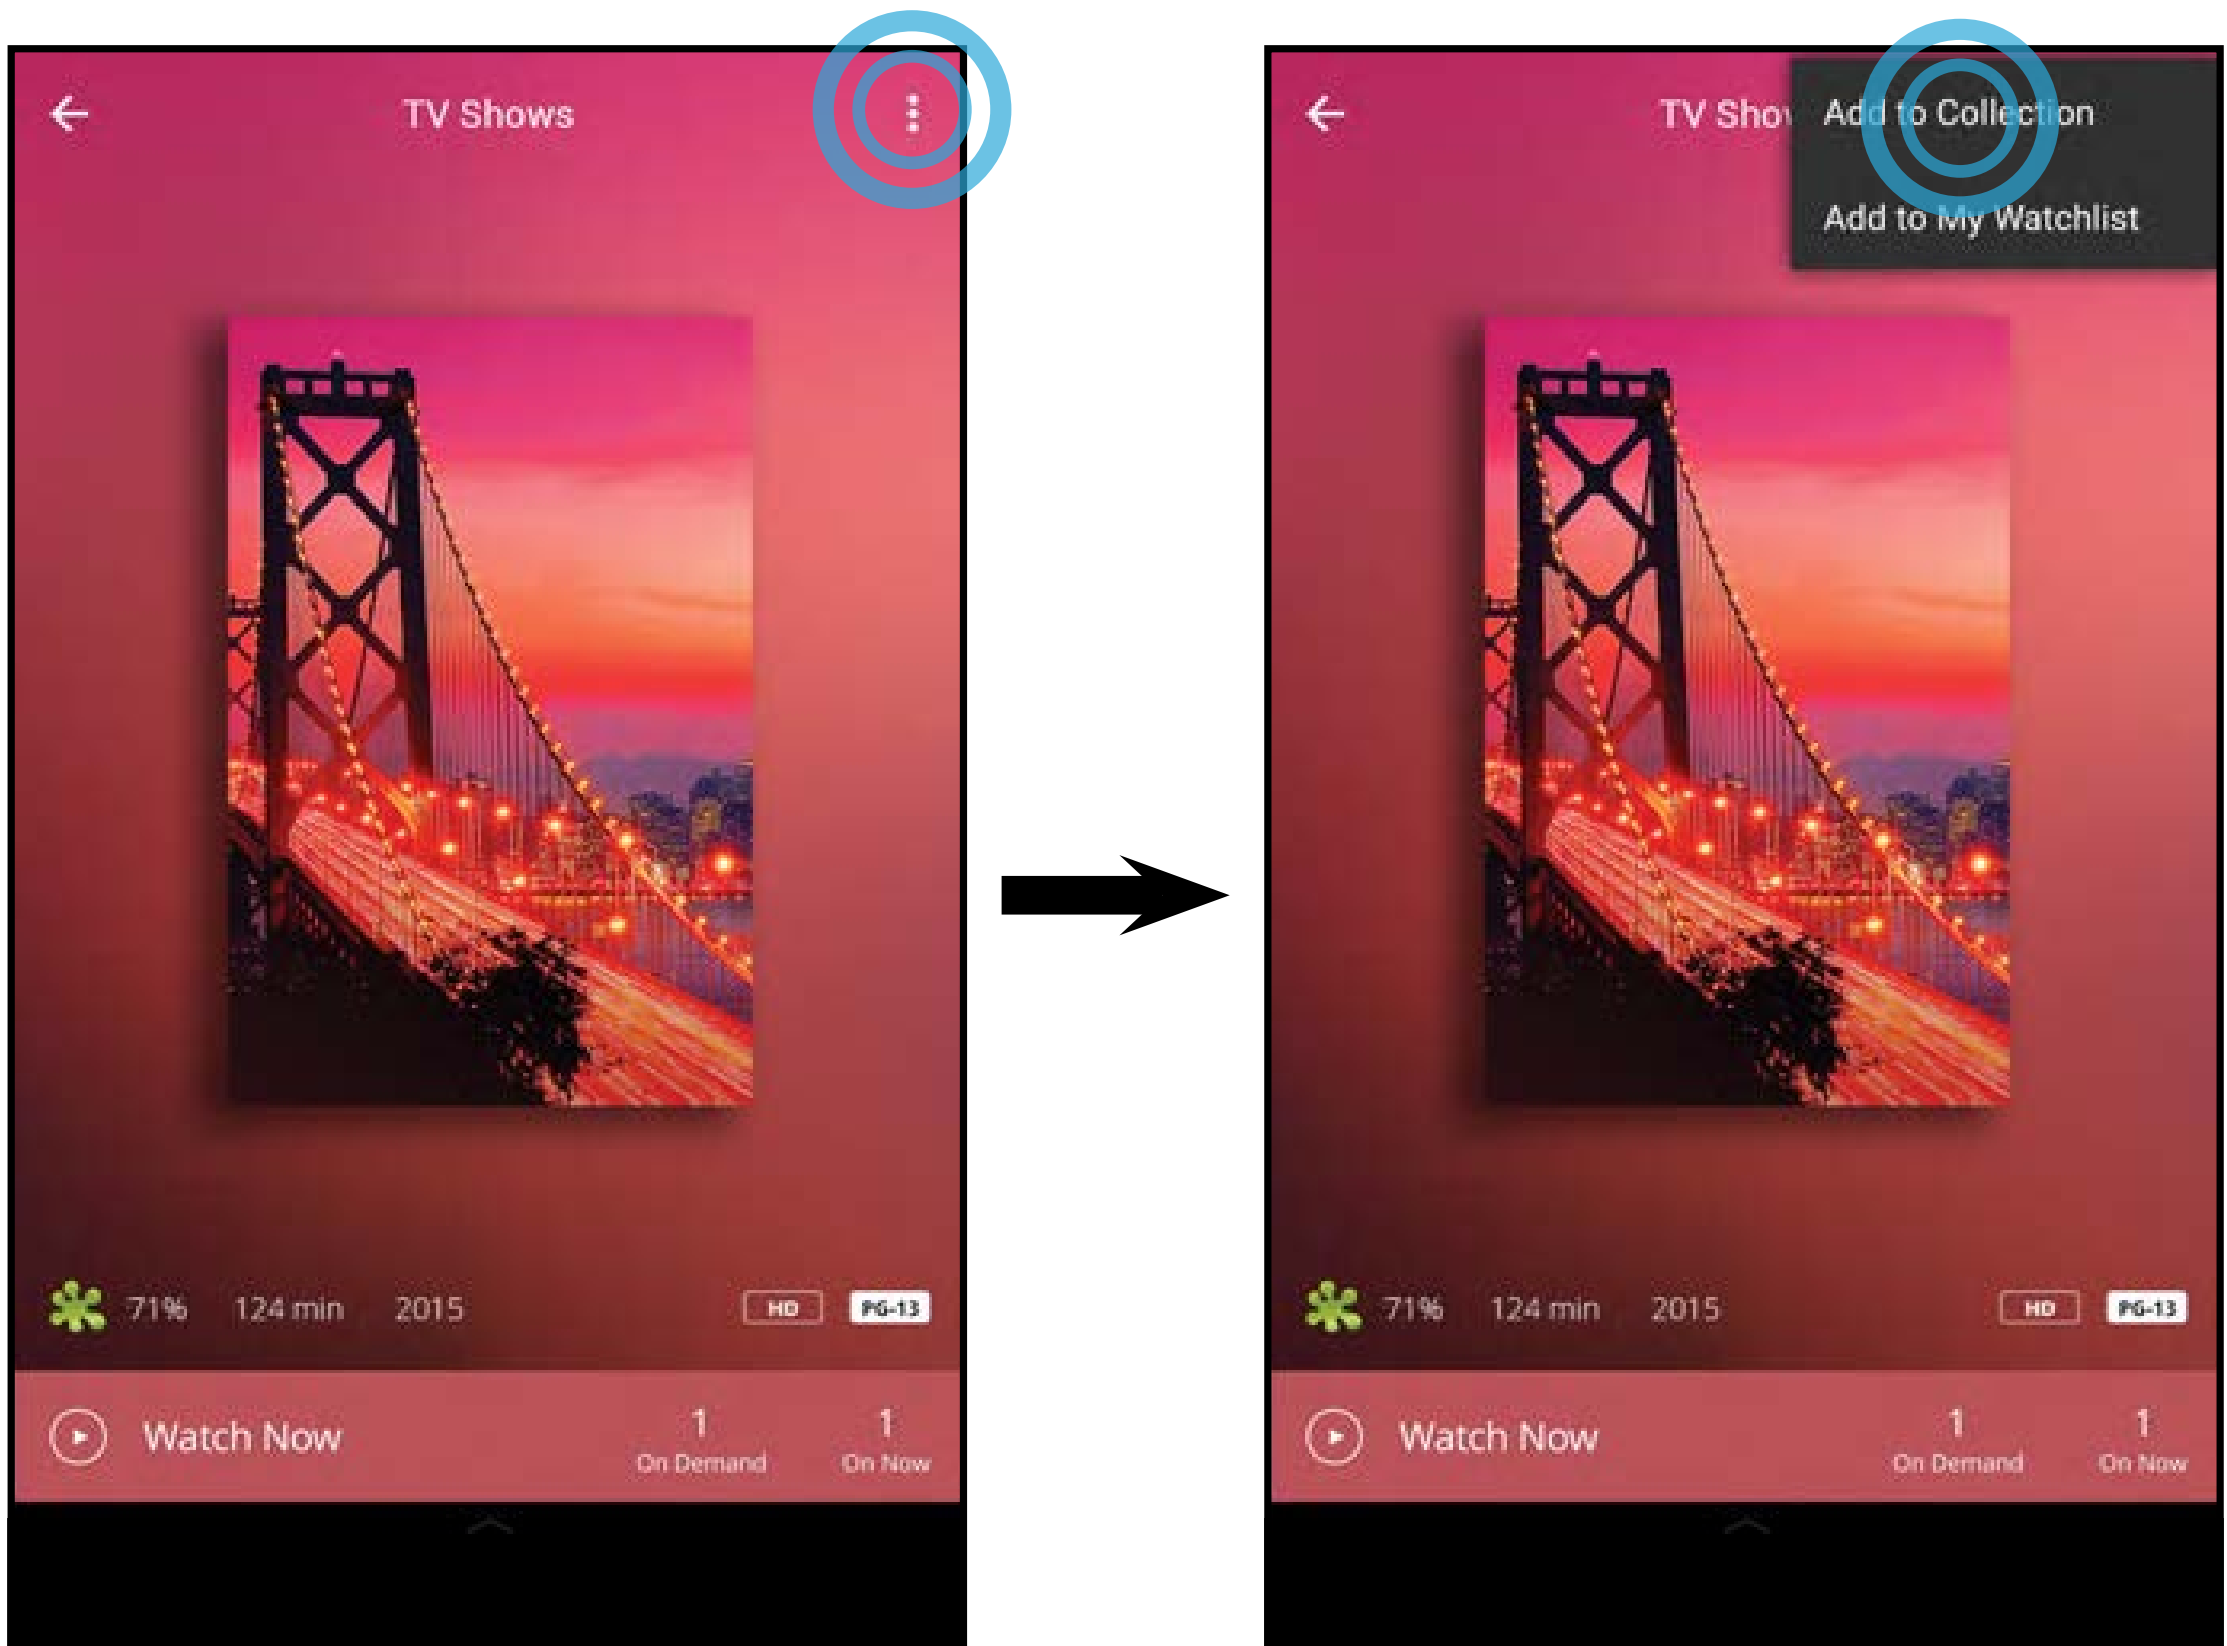 TV Shows
71% 124 min 2015 HD PG-13
Watch Now
1 On Demand
1 On Now
TV Show
Add to Collection
Add to My Watchlist
71% 124 min 2015 HD PG-13
Watch Now
1 On Demand
1 On Now